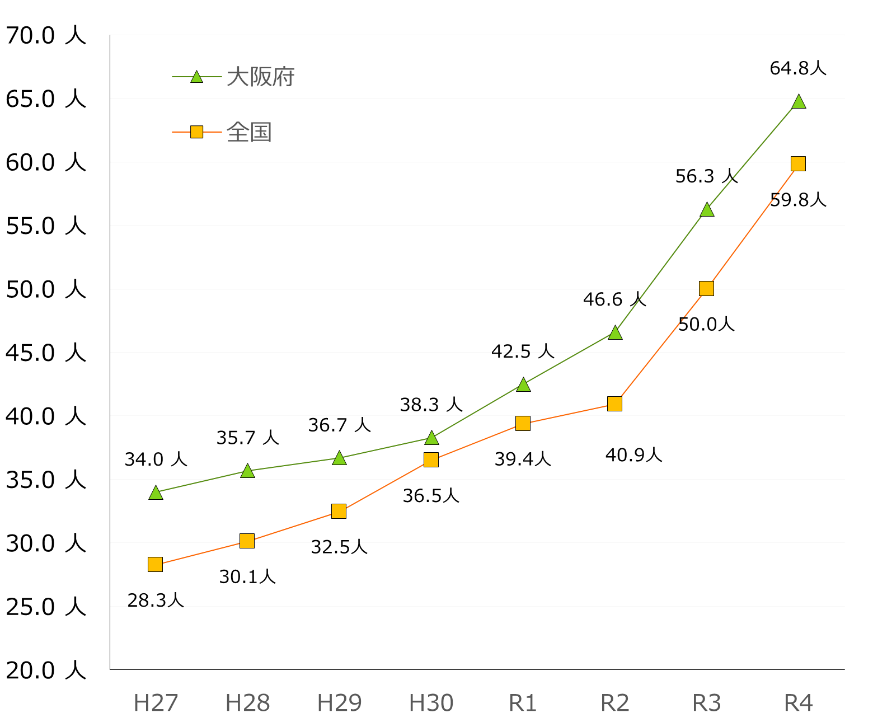 70.0 人
65.0 人
60.0 人
55.0 人
50.0 人
45.0 人
40.0 人
35.0 人
30.0 人
25.0 人
20.0 人
大阪府
全国
34.0 人
35.7 人
36.7 人
38.3 人
42.5 人
46.6 人
56.3 人
64.8人
28.3人
30.1人
32.5人
36.5人
39.4人
40.9人
50.0人
59.8人
H27 H28 H29 H30 R1 R2 R3 R4